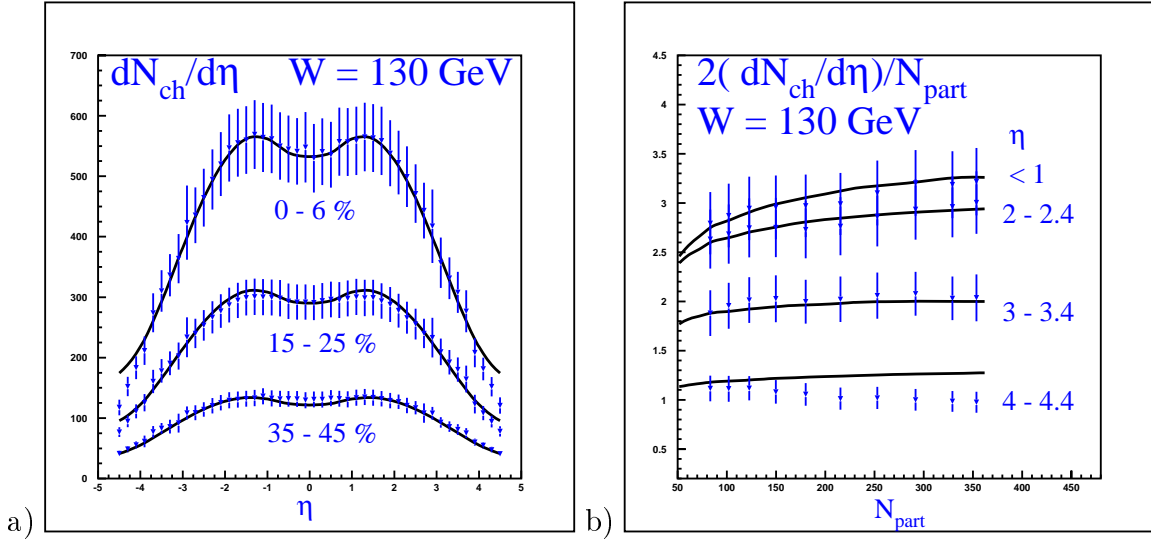 dN_ch/dη W = 130 GeV
700
600
500
400
300
200
100
0
0 - 6 %
15 - 25 %
35 - 45 %
-5 -4 -3 -2 -1 0 1 2 3 4 5
η
a)
2( dN_ch/dη)/N_part
W = 130 GeV
4.5
4
3.5
3
2.5
2
1.5
1
0.5
η
< 1
2 - 2.4
3 - 3.4
4 - 4.4
50 100 150 200 250 300 350 400 450
N_part
b)